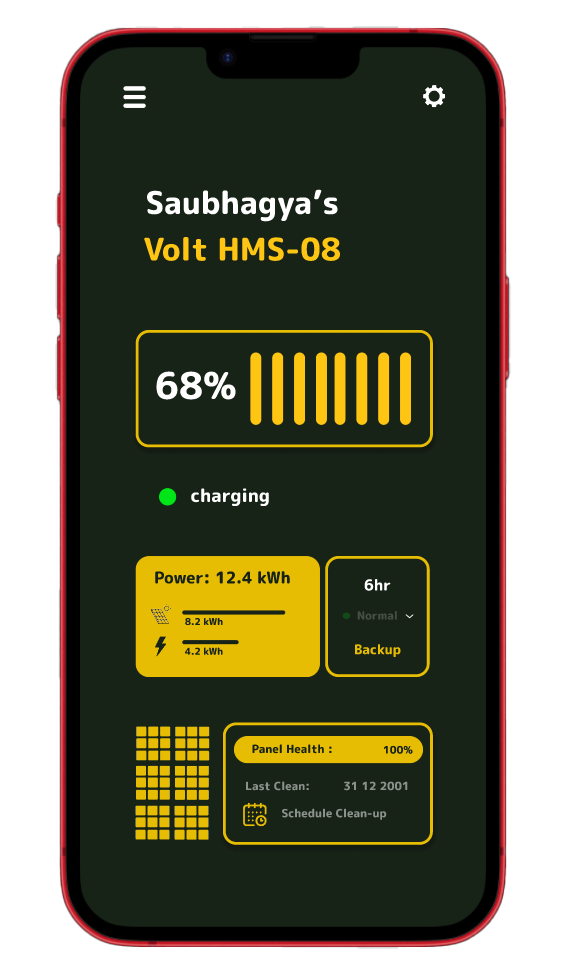 Saubhagya’s
Volt HMS-08
68%
charging
Power: 12.4 kWh
8.2 kWh
4.2 kWh
6hr
Normal
Backup
Panel Health : 100%
Last Clean: 31 12 2001
Schedule Clean-up